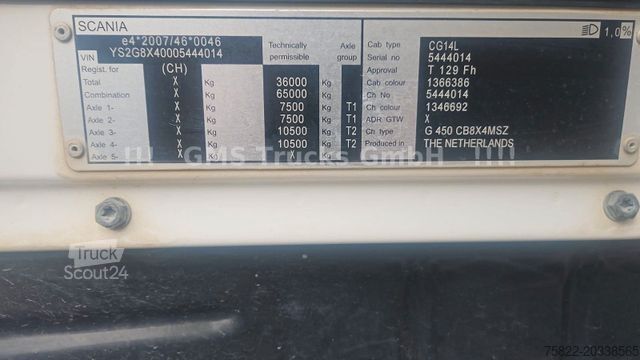 SCANIA
e4*2007/46*0046
VIN YS2G8X40005444014
Technically permissible
Axle group
Regist. for (CH)
Total X Kg 36000 Kg
Combination X Kg 65000 Kg
Axle 1- X Kg 7500 Kg T1
Axle 2- X Kg 7500 Kg T1
Axle 3- X Kg 10500 Kg T2
Axle 4- X Kg 10500 Kg T2
Axle 5- X Kg X Kg
Cab type CG14L
Serial no 5444014
Approval T 129 Fh
Cab colour 1366386
Ch No 5444014
Ch colour 1346692
ADR GTW X
Ch type G 450 CB8X4MSZ
Produced in THE NETHERLANDS
1,0%
!!! GMS Trucks GmbH !!!!
Truck
Scout24
75822-20338565